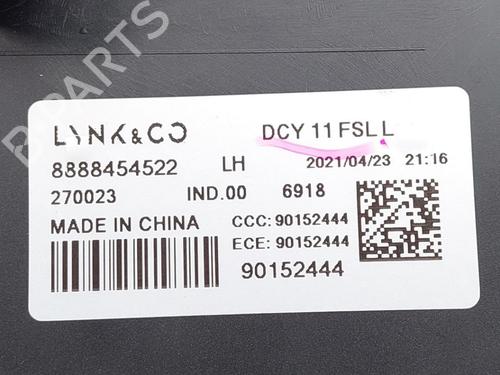 LYNK&CO DCY 11 FSL L
8888454522 LH 2021/04/23 21:16
270023 IND.00 6918
MADE IN CHINA CCC: 90152444
ECE: 90152444
90152444
B-PARTS